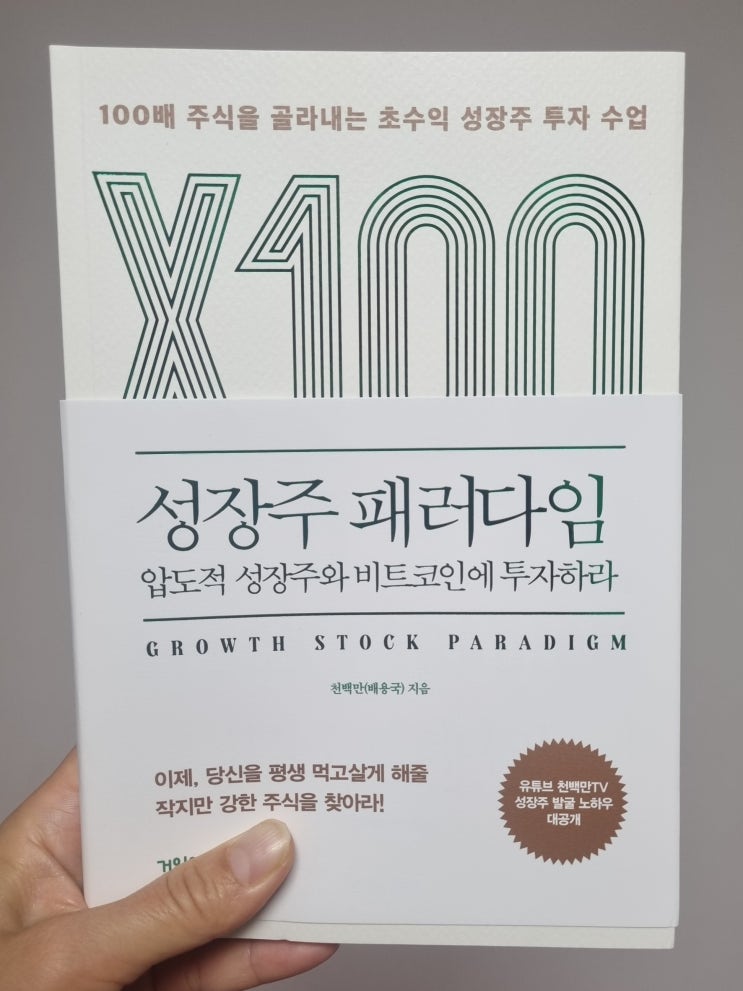 100배 주식을 골라내는 초수익 성장주 투자 수업
X100
성장주 패러다임
압도적 성장주와 비트코인에 투자하라
GROWTH STOCK PARADIGM
천백만(배용국) 지음
이제, 당신을 평생 먹고살게 해줄
작지만 강한 주식을 찾아라!
유튜브 천백만TV
성장주 발굴 노하우
대공개